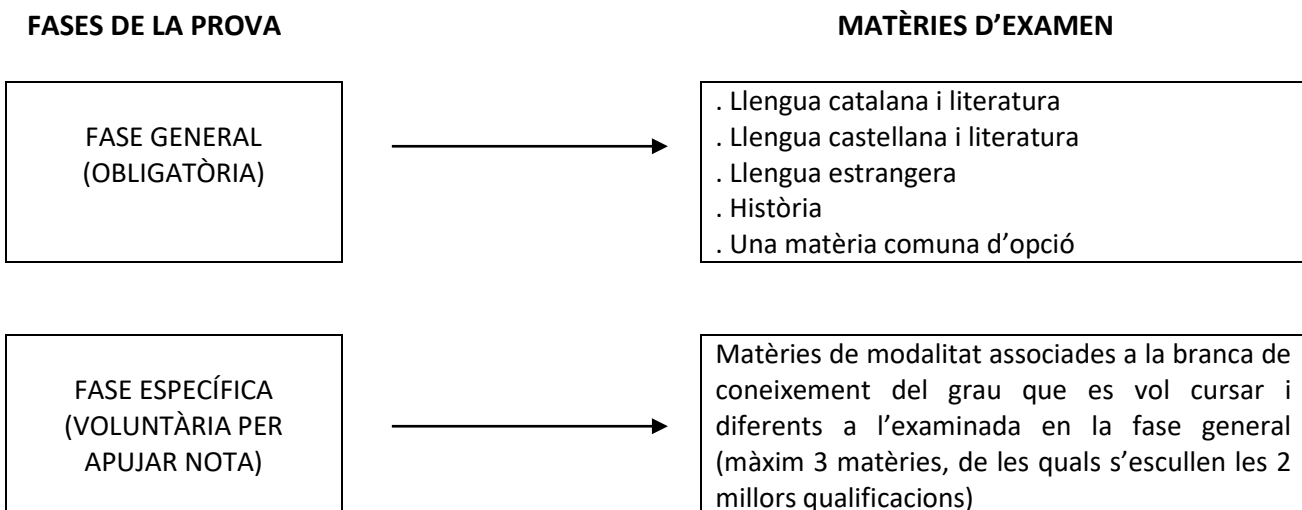 FASES DE LA PROVA
MATÈRIES D’EXAMEN
FASE GENERAL
(OBLIGATÒRIA)
. Llengua catalana i literatura
. Llengua castellana i literatura
. Llengua estrangera
. Història
. Una matèria comuna d’opció
FASE ESPECÍFICA
(VOLUNTÀRIA PER
APUJAR NOTA)
Matèries de modalitat associades a la branca de
coneixement del grau que es vol cursar i
diferents a l’examinada en la fase general
(màxim 3 matèries, de les quals s’escullen les 2
millors qualificacions)